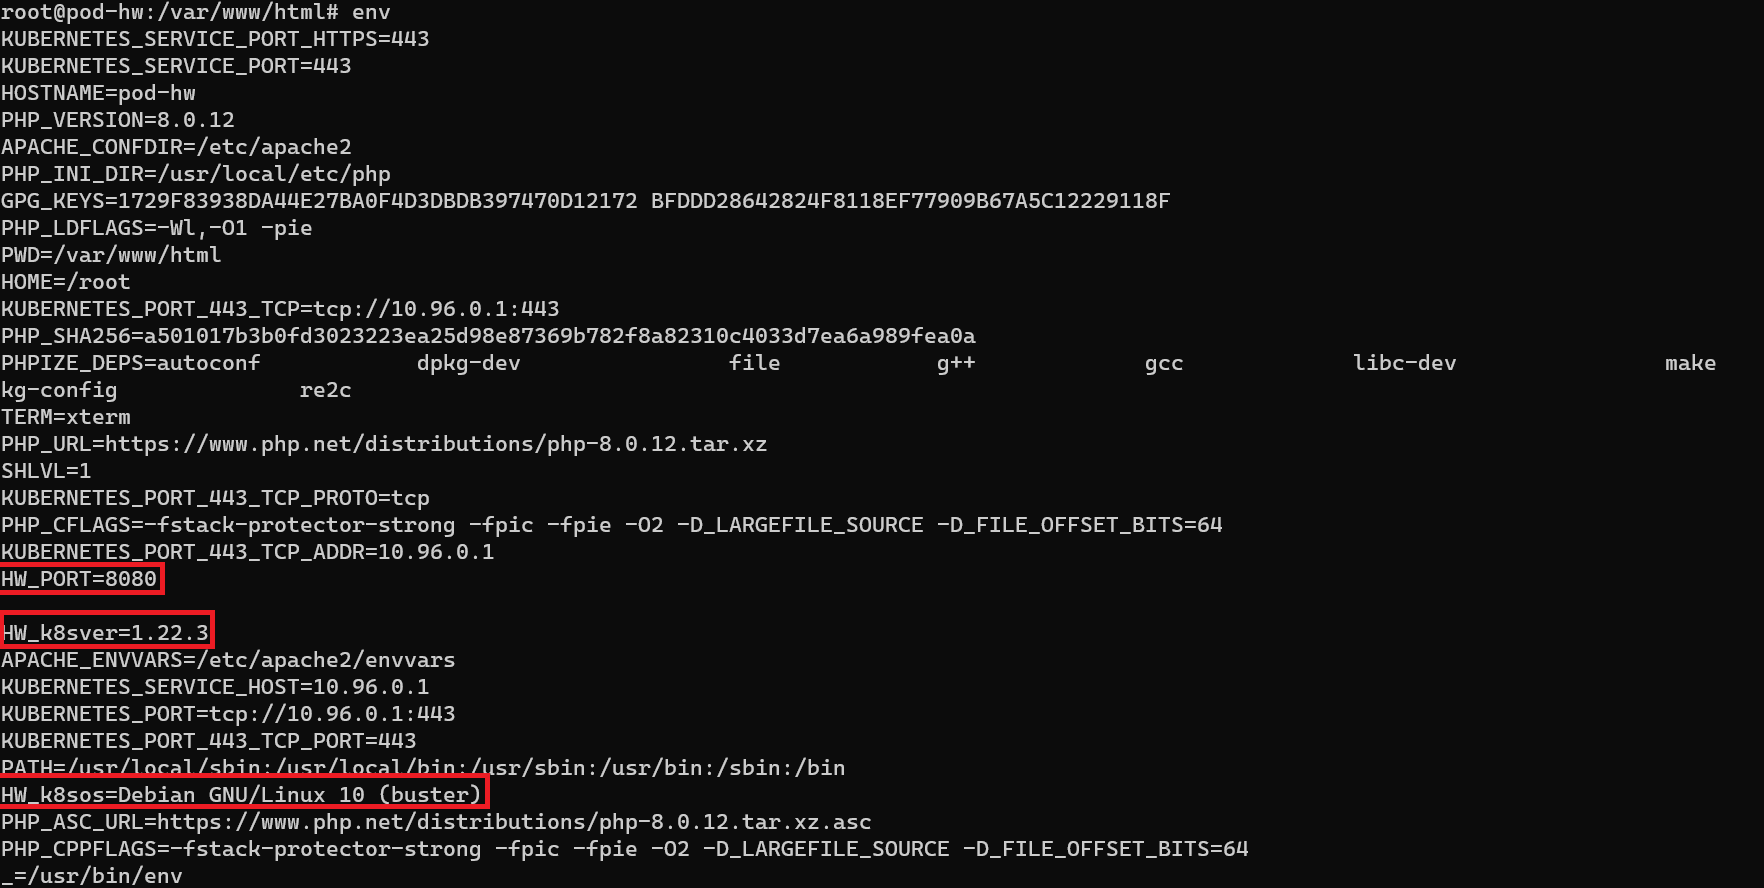 root@pod-hw:/var/www/html# env
KUBERNETES_SERVICE_PORT_HTTPS=443
KUBERNETES_SERVICE_PORT=443
HOSTNAME=pod-hw
PHP_VERSION=8.0.12
APACHE_CONFDIR=/etc/apache2
PHP_INI_DIR=/usr/local/etc/php
GPG_KEYS=1729F83938DA44E27BA0F4D3DBDB397470D12172 BFDDD28642824F8118EF77909B67A5C12229118F
PHP_LDFLAGS=-Wl,-O1 -pie
PWD=/var/www/html
HOME=/root
KUBERNETES_PORT_443_TCP=tcp://10.96.0.1:443
PHP_SHA256=a501017b3b0fd3023223ea25d98e87369b782f8a82310c4033d7ea6a989fea0a
PHPIZE_DEPS=autoconf            dpkg-dev                file            g++             gcc             libc-dev                make
kg-config              re2c
TERM=xterm
PHP_URL=https://www.php.net/distributions/php-8.0.12.tar.xz
SHLVL=1
KUBERNETES_PORT_443_TCP_PROTO=tcp
PHP_CFLAGS=-fstack-protector-strong -fpic -fpie -O2 -D_LARGEFILE_SOURCE -D_FILE_OFFSET_BITS=64
KUBERNETES_PORT_443_TCP_ADDR=10.96.0.1
HW_PORT=8080
HW_k8sver=1.22.3
APACHE_ENVVARS=/etc/apache2/envvars
KUBERNETES_SERVICE_HOST=10.96.0.1
KUBERNETES_PORT=tcp://10.96.0.1:443
KUBERNETES_PORT_443_TCP_PORT=443
PATH=/usr/local/sbin:/usr/local/bin:/usr/sbin:/usr/bin:/sbin:/bin
HW_k8sos=Debian GNU/Linux 10 (buster)
PHP_ASC_URL=https://www.php.net/distributions/php-8.0.12.tar.xz.asc
PHP_CPPFLAGS=-fstack-protector-strong -fpic -fpie -O2 -D_LARGEFILE_SOURCE -D_FILE_OFFSET_BITS=64
_=/usr/bin/env